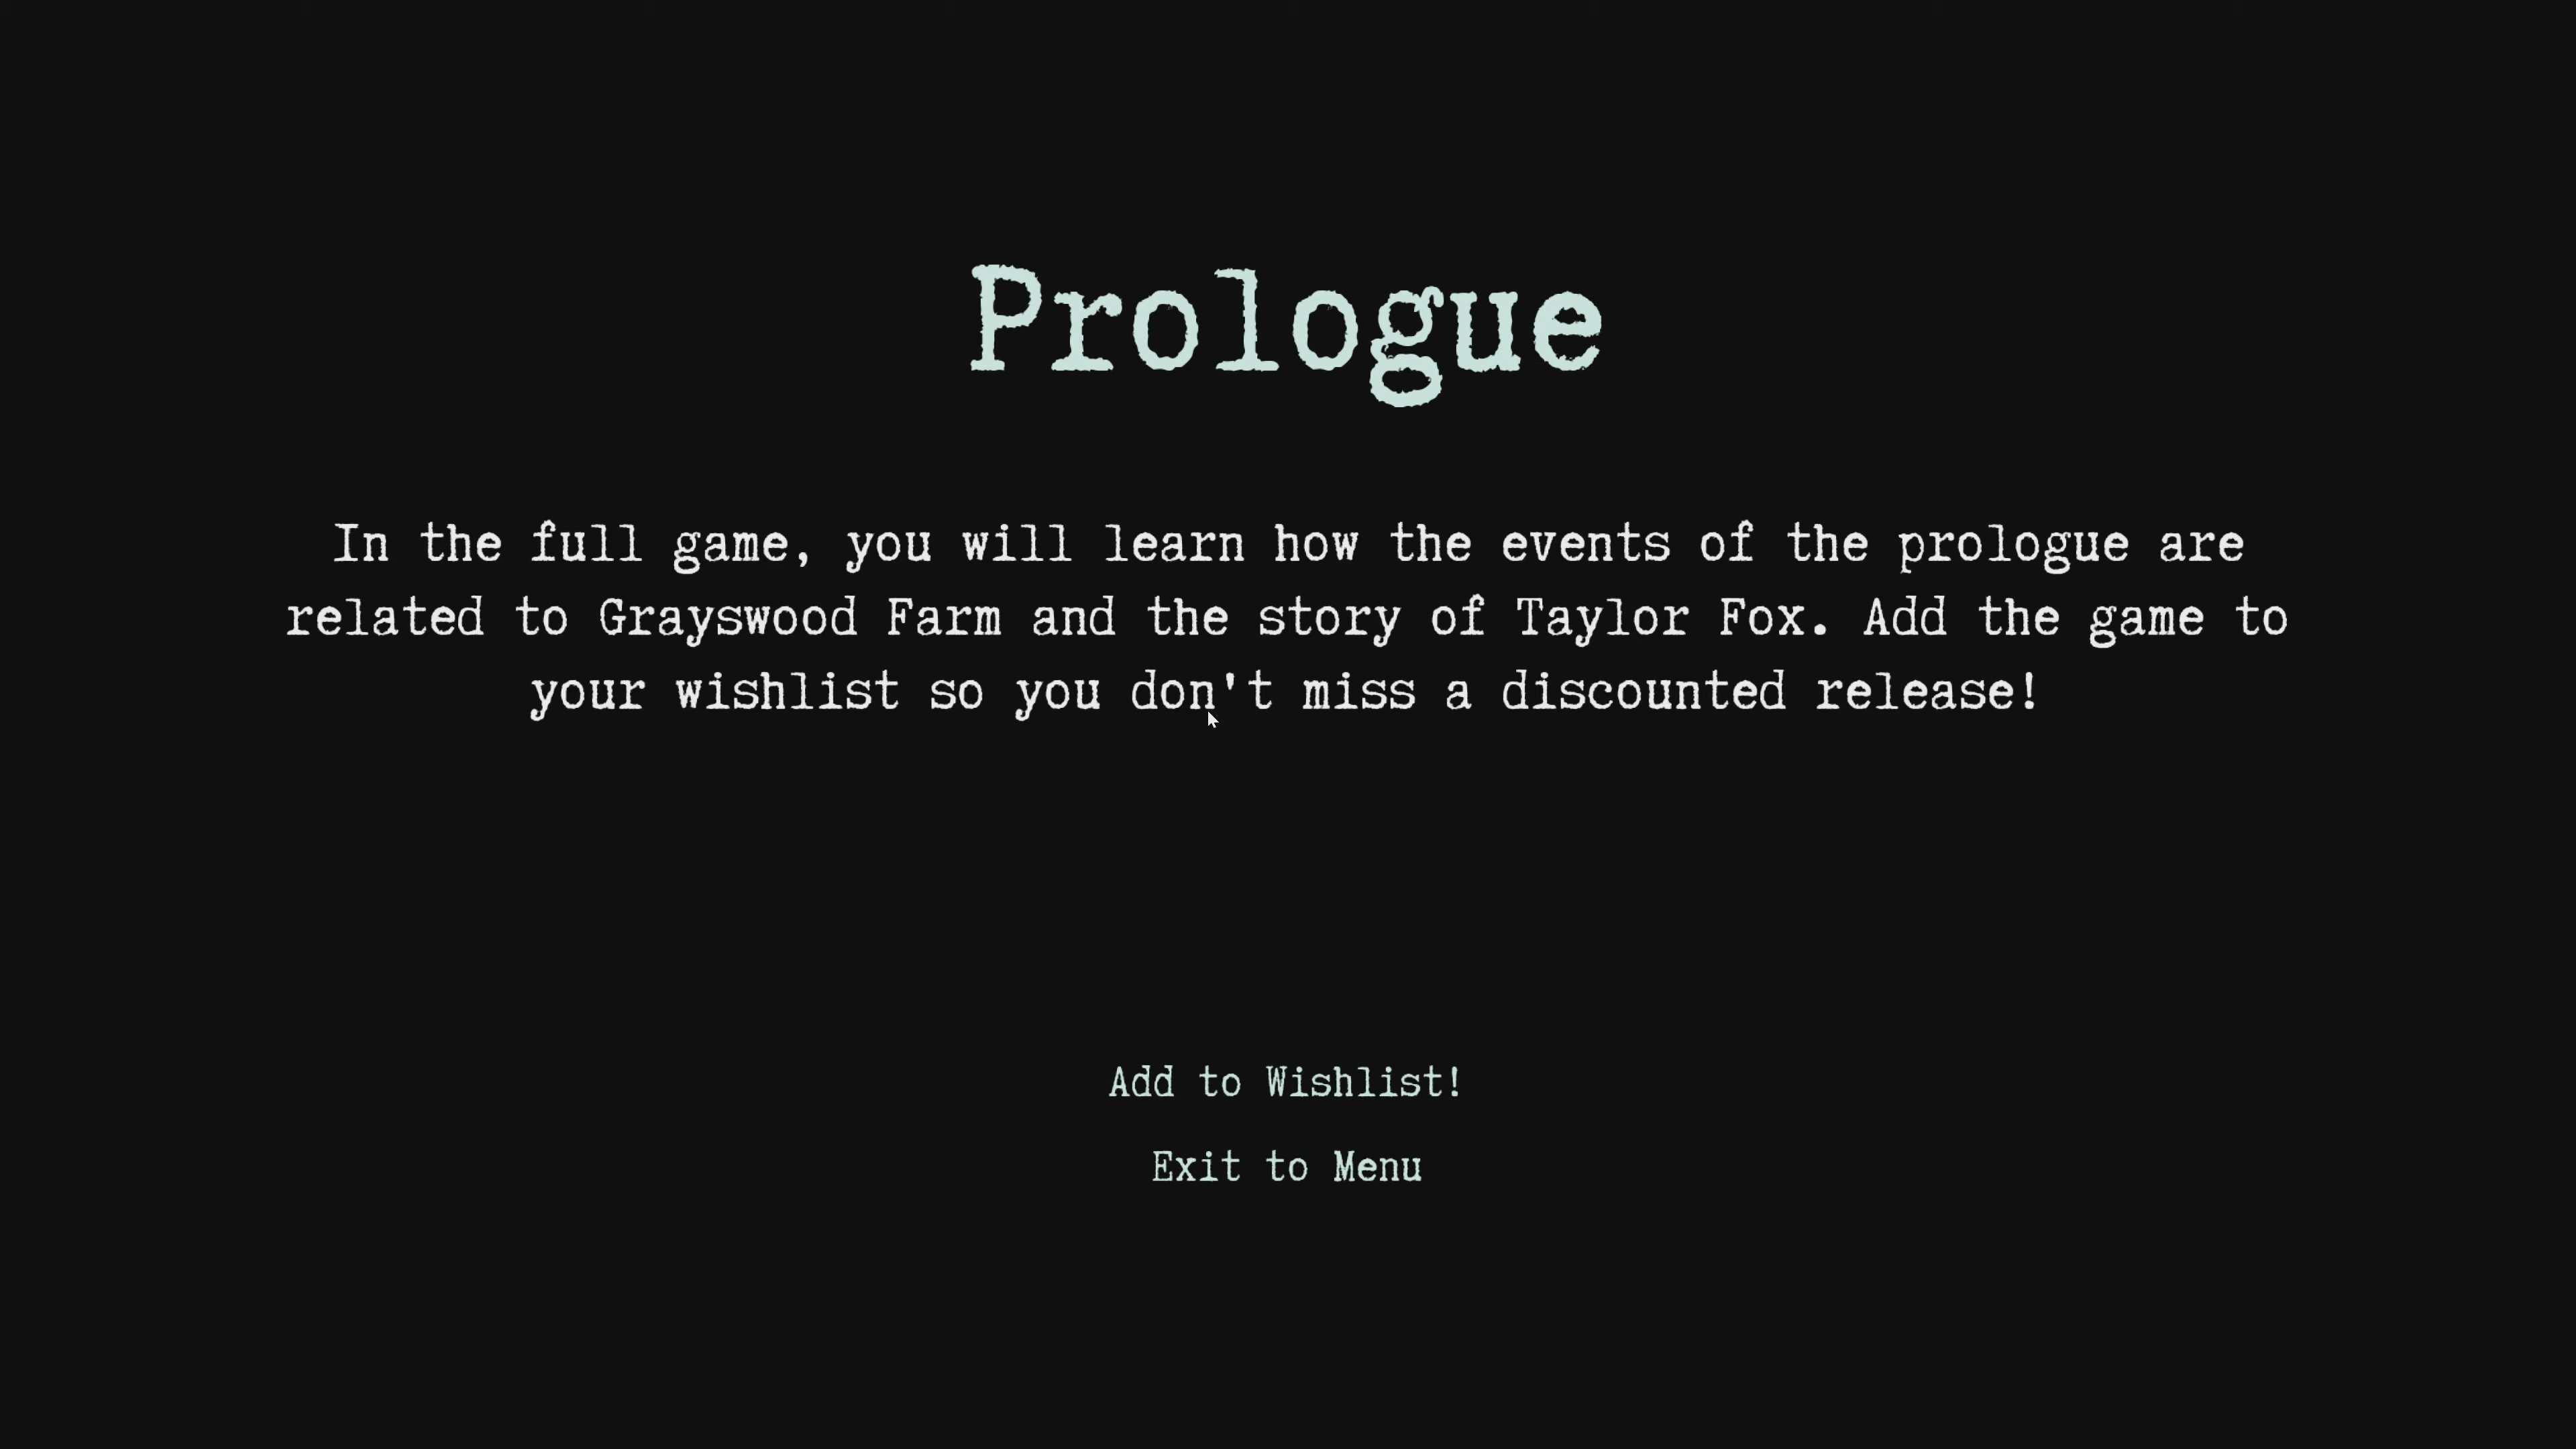 Prologue
In the full game, you will learn how the events of the prologue are
related to Grayswood Farm and the story of Taylor Fox. Add the game to
your wishlist so you don't miss a discounted release!
Add to Wishlist!
Exit to Menu